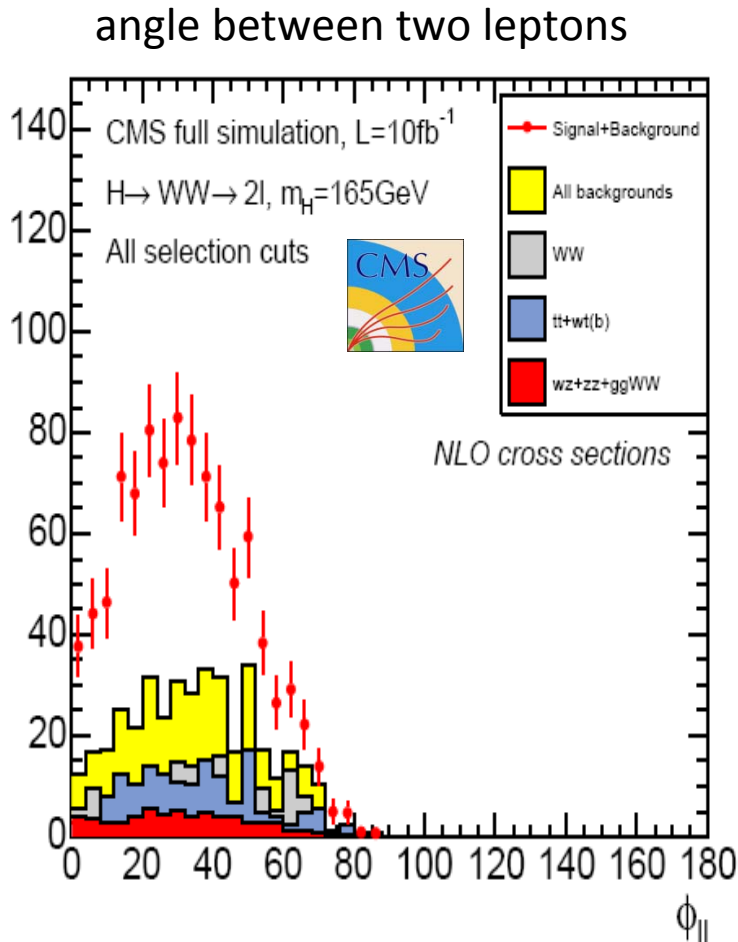 angle between two leptons
CMS full simulation, L=10fb⁻¹
H→ WW→ 2l, m_H=165GeV
All selection cuts
CMS
Signal+Background
All backgrounds
WW
tt+wt(b)
wz+zz+ggWW
NLO cross sections
140
120
100
80
60
40
20
0
0 20 40 60 80 100 120 140 160 180
ϕ_ll